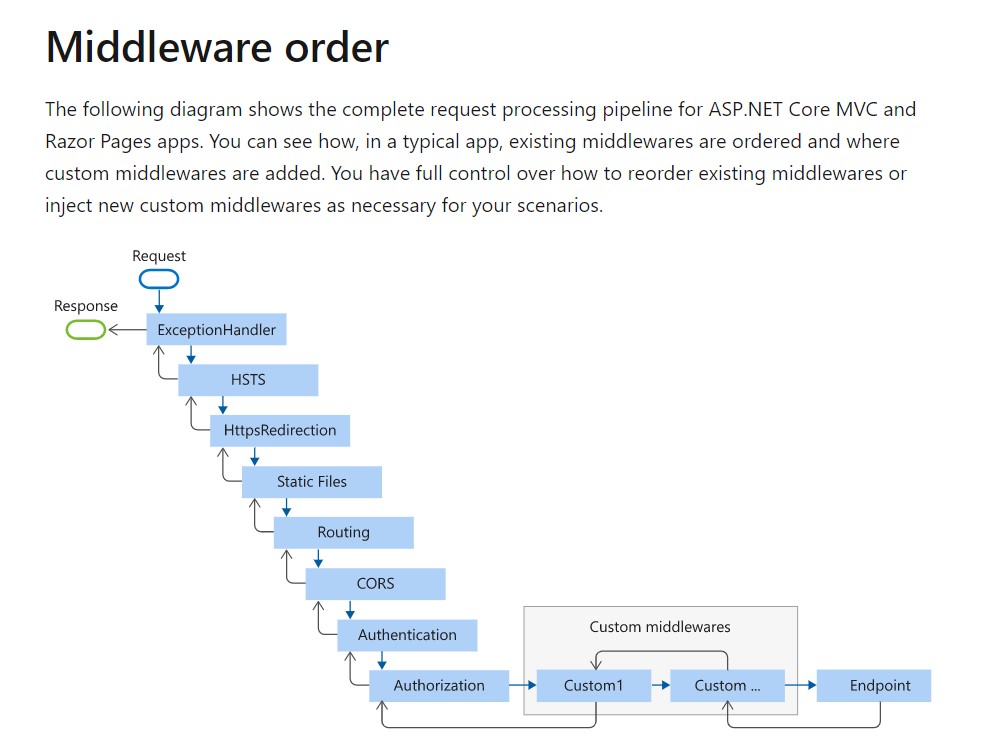 Middleware order
The following diagram shows the complete request processing pipeline for ASP.NET Core MVC and
Razor Pages apps. You can see how, in a typical app, existing middlewares are ordered and where
custom middlewares are added. You have full control over how to reorder existing middlewares or
inject new custom middlewares as necessary for your scenarios.
Request
Response
ExceptionHandler
HSTS
HttpsRedirection
Static Files
Routing
CORS
Authentication
Custom middlewares
Authorization
Custom1
Custom ...
Endpoint